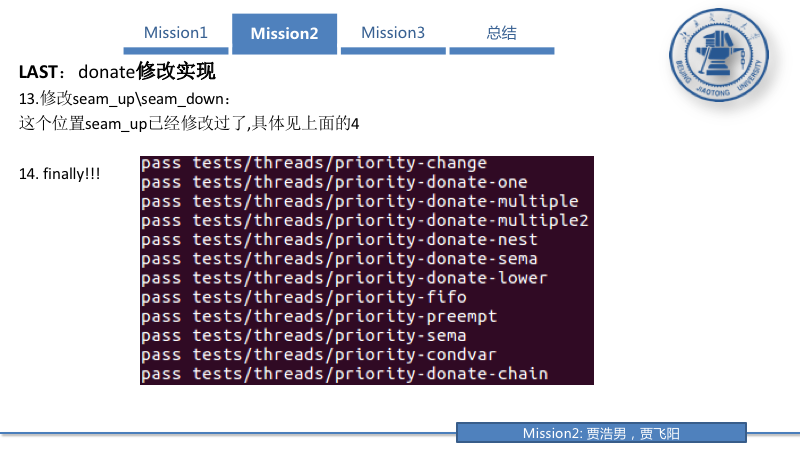 Mission1
Mission2
Mission3
总结
LAST：donate修改实现
13.修改seam_up\seam_down：
这个位置seam_up已经修改过了,具体见上面的4
14. finally!!!
pass tests/threads/priority-change
pass tests/threads/priority-donate-one
pass tests/threads/priority-donate-multiple
pass tests/threads/priority-donate-multiple2
pass tests/threads/priority-donate-nest
pass tests/threads/priority-donate-sema
pass tests/threads/priority-donate-lower
pass tests/threads/priority-fifo
pass tests/threads/priority-preempt
pass tests/threads/priority-sema
pass tests/threads/priority-condvar
pass tests/threads/priority-donate-chain
BEIJING JIAOTONG UNIVERSITY
Mission2: 贾浩男，贾飞阳